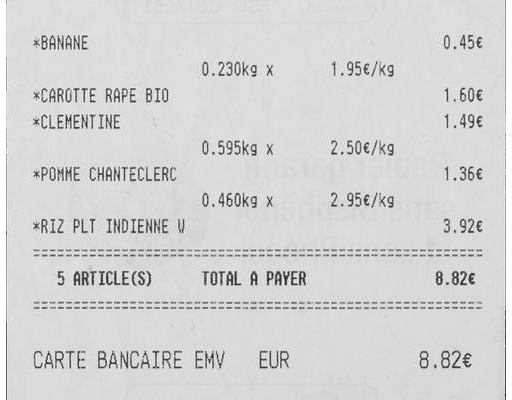 *BANANE 0.45€
0.230kg x 1.95€/kg
*CAROTTE RAPE BIO 1.60€
*CLEMENTINE 1.49€
0.595kg x 2.50€/kg
*POMME CHANTECLERC 1.36€
0.460kg x 2.95€/kg
*RIZ PLT INDIENNE W 3.92€
5 ARTICLE(S) TOTAL A PAYER 8.82€
CARTE BANCAIRE EMV EUR 8.82€